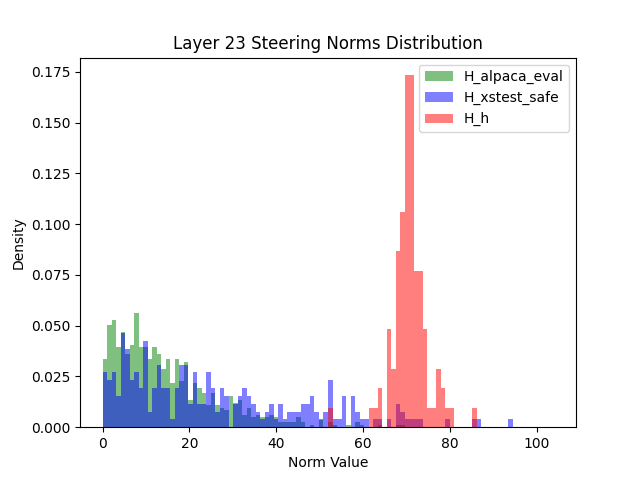 Layer 23 Steering Norms Distribution
H_alpaca_eval
H_xstest_safe
H_h
0.175
0.150
0.125
0.100
0.075
0.050
0.025
0.000
Density
0
20
40
60
80
100
Norm Value